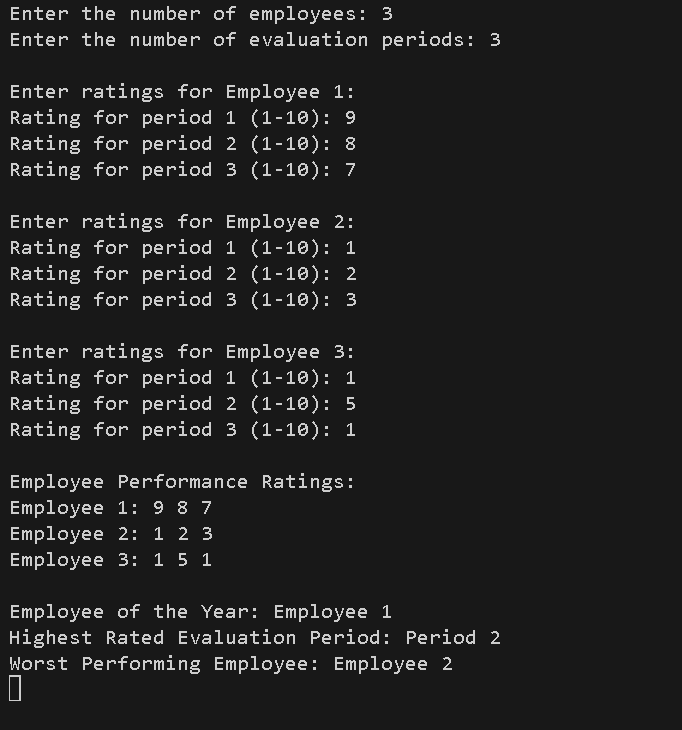 Enter the number of employees: 3
Enter the number of evaluation periods: 3
Enter ratings for Employee 1:
Rating for period 1 (1-10): 9
Rating for period 2 (1-10): 8
Rating for period 3 (1-10): 7
Enter ratings for Employee 2:
Rating for period 1 (1-10): 1
Rating for period 2 (1-10): 2
Rating for period 3 (1-10): 3
Enter ratings for Employee 3:
Rating for period 1 (1-10): 1
Rating for period 2 (1-10): 5
Rating for period 3 (1-10): 1
Employee Performance Ratings:
Employee 1: 9 8 7
Employee 2: 1 2 3
Employee 3: 1 5 1
Employee of the Year: Employee 1
Highest Rated Evaluation Period: Period 2
Worst Performing Employee: Employee 2